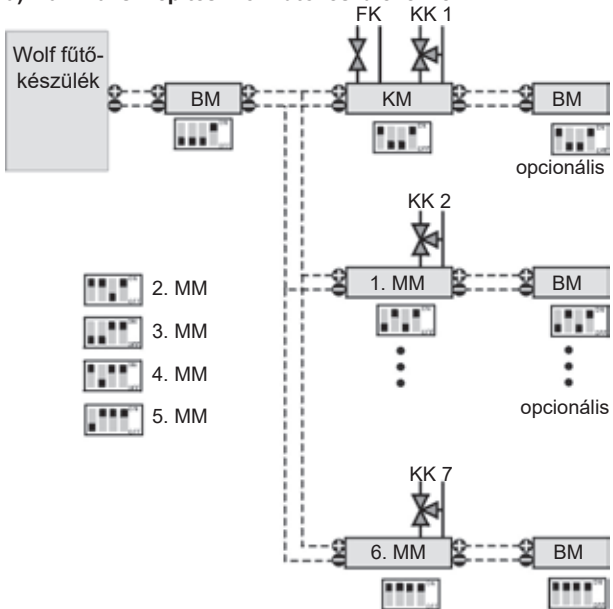 FK KK 1
Wolf fűtő-
készülék
BM KM BM
opcionális
KK 2
1. MM BM
2. MM
3. MM
4. MM
5. MM
opcionális
KK 7
6. MM BM